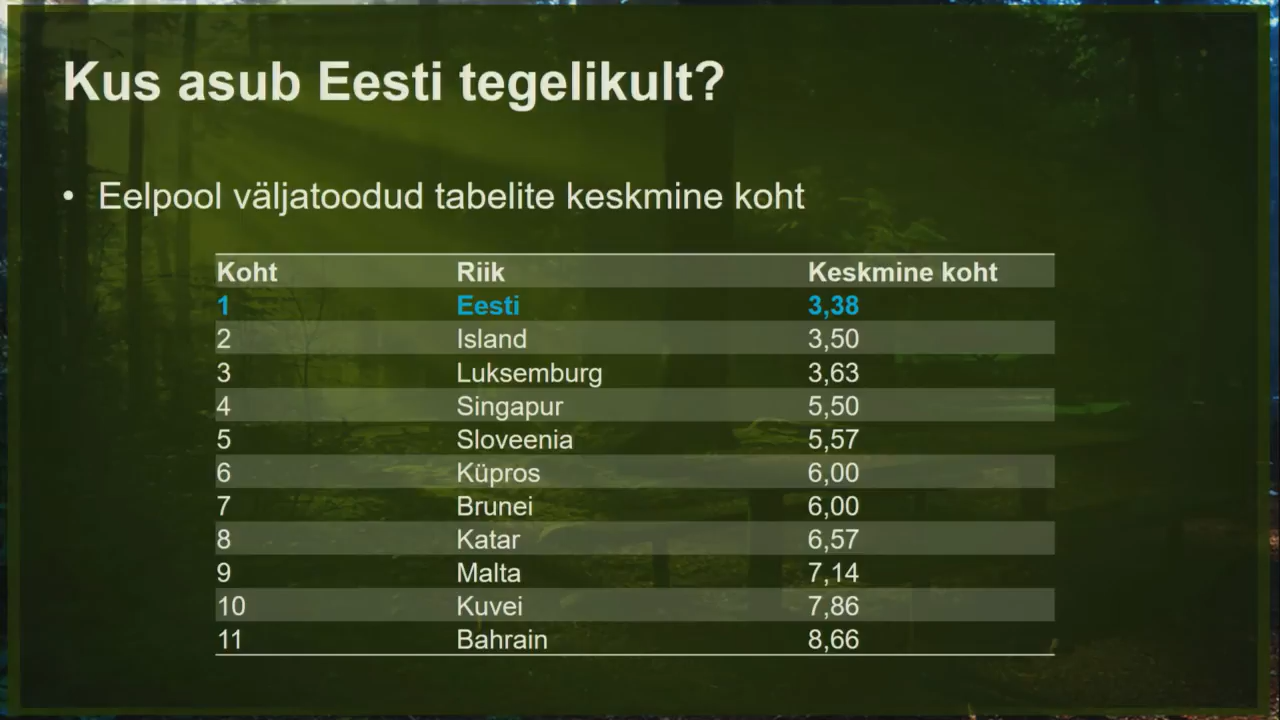 Kus asub Eesti tegelikult?
• Eelpool väljatoodud tabelite keskmine koht
Koht Riik Keskmine koht
1 Eesti 3,38
2 Island 3,50
3 Luksemburg 3,63
4 Singapur 5,50
5 Sloveenia 5,57
6 Küpros 6,00
7 Brunei 6,00
8 Katar 6,57
9 Malta 7,14
10 Kuvei 7,86
11 Bahrain 8,66